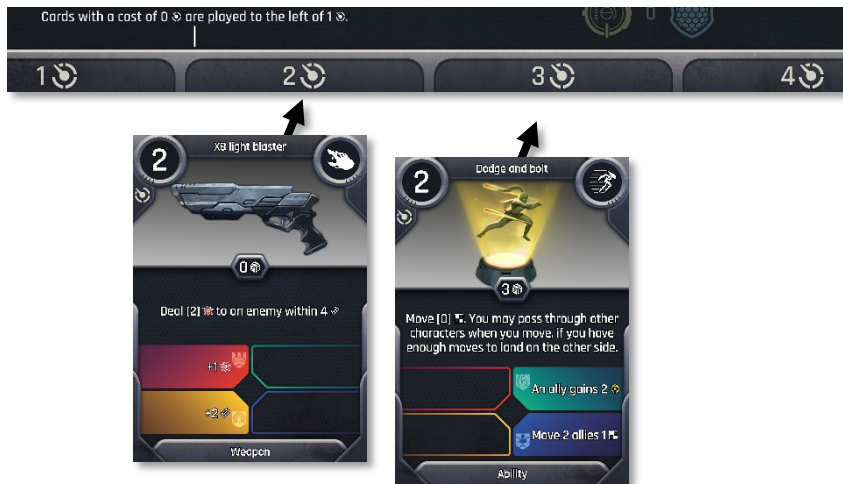 Cards with a cost of 0 are played to the left of 1 .
0
1
2
3
4
2
X8 light blaster
0
Deal [2] to an enemy within 4
+1
+2
Weapon
2
Dodge and bolt
3
Move [0] . You may pass through other
characters when you move, if you have
enough moves to land on the other side.
An ally gains 2
Move 2 allies 1
Ability